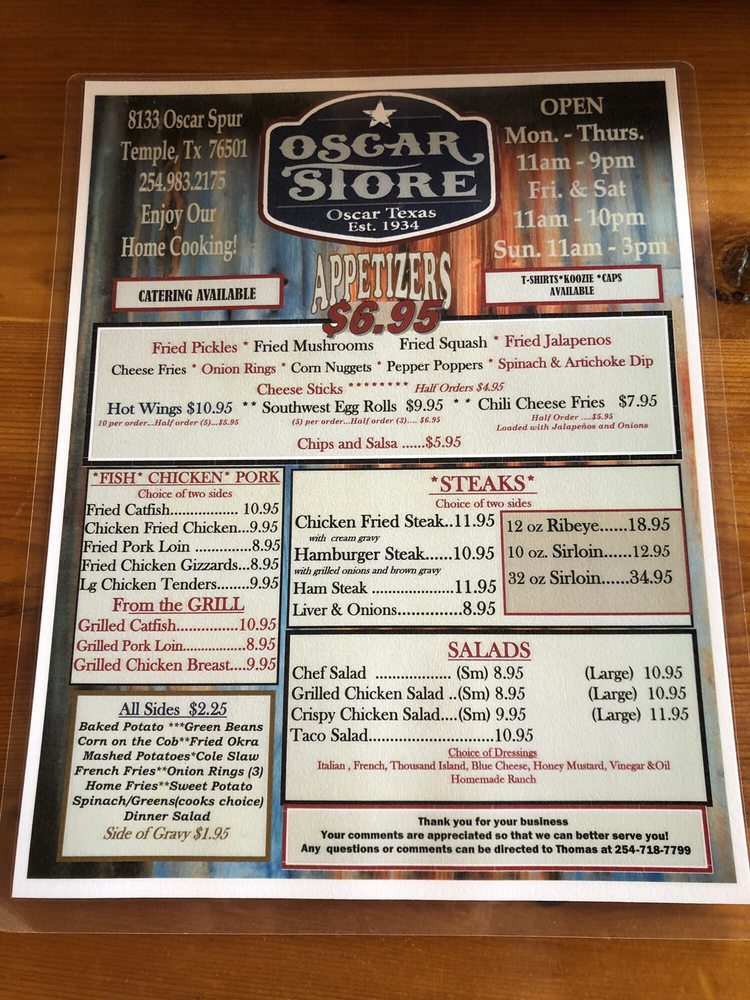 8133 Oscar Spur
Temple, Tx 76501
254.983.2175
Enjoy Our
Home Cooking!
CATERING AVAILABLE
OSCAR
STORE
Oscar Texas
Est. 1934
OPEN
Mon. - Thurs.
11am - 9pm
Fri. & Sat
11am - 10pm
Sun. 11am - 3pm
T-SHIRTS*KOOZIE *CAPS
AVAILABLE
APPETIZERS
$6.95
Fried Pickles * Fried Mushrooms Fried Squash * Fried Jalapenos
Cheese Fries * Onion Rings * Corn Nuggets * Pepper Poppers * Spinach & Artichoke Dip
Cheese Sticks ******** Half Orders $4.95
Hot Wings $10.95 ** Southwest Egg Rolls $9.95 ** Chili Cheese Fries $7.95
10 per order...Half order (5)...$5.95 (5) per order...Half order (3).... $6.95 Half Order ....$5.95
Loaded with Jalapeños and Onions
Chips and Salsa ......$5.95
*FISH* CHICKEN* PORK
Choice of two sides
Fried Catfish................ 10.95
Chicken Fried Chicken...9.95
Fried Pork Loin .............8.95
Fried Chicken Gizzards...8.95
Lg Chicken Tenders.......9.95
From the GRILL
Grilled Catfish.................10.95
Grilled Pork Loin.................8.95
Grilled Chicken Breast....9.95
*STEAKS*
Choice of two sides
Chicken Fried Steak..11.95
with cream gravy
Hamburger Steak......10.95
with grilled onions and brown gravy
Ham Steak .....................11.95
Liver & Onions.............8.95
12 oz Ribeye......18.95
10 oz. Sirloin......12.95
32 oz Sirloin......34.95
SALADS
Chef Salad .................. (Sm) 8.95 (Large) 10.95
Grilled Chicken Salad ..(Sm) 8.95 (Large) 10.95
Crispy Chicken Salad....(Sm) 9.95 (Large) 11.95
Taco Salad..............................10.95
Choice of Dressings
Italian , French, Thousand Island, Blue Cheese, Honey Mustard, Vinegar &Oil
Homemade Ranch
All Sides $2.25
Baked Potato ***Green Beans
Corn on the Cob**Fried Okra
Mashed Potatoes*Cole Slaw
French Fries**Onion Rings (3)
Home Fries**Sweet Potato
Spinach/Greens(cooks choice)
Dinner Salad
Side of Gravy $1.95
Thank you for your business
Your comments are appreciated so that we can better serve you!
Any questions or comments can be directed to Thomas at 254-718-7799